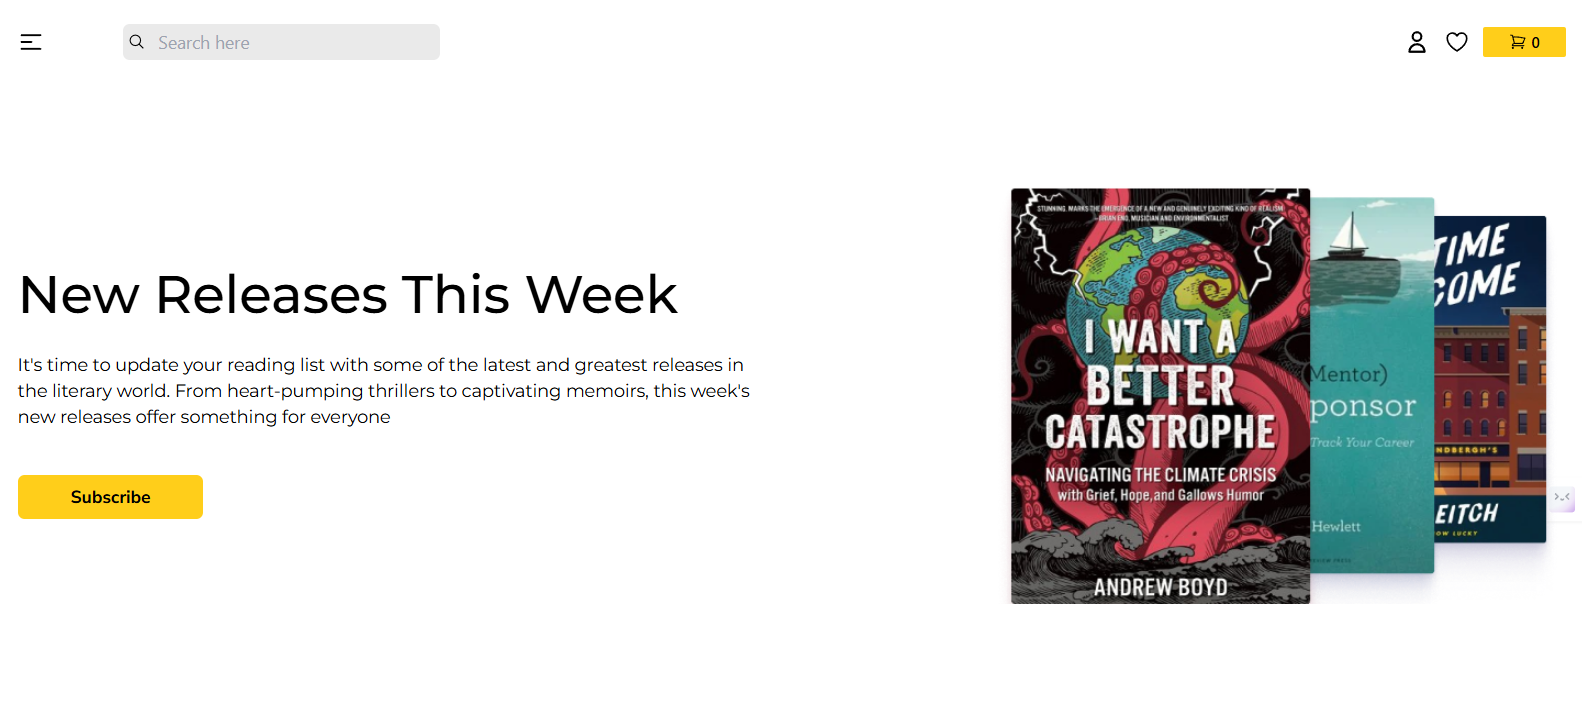 Search here
0
New Releases This Week
It's time to update your reading list with some of the latest and greatest releases in
the literary world. From heart-pumping thrillers to captivating memoirs, this week's
new releases offer something for everyone
Subscribe
STUNNING. MARKS THE EMERGENCE OF A NEW AND GENUINELY EXCITING KIND OF REALISM
—BRIAN ENO, MUSICIAN AND ENVIRONMENTALIST
I WANT A
BETTER
CATASTROPHE
NAVIGATING THE CLIMATE CRISIS
with Grief, Hope, and Gallows Humor
ANDREW BOYD
Mentor)
ponsor
Track Your Career
Hewlett
TIME
COME
NDBERGH'S
EITCH
OW LUCKY